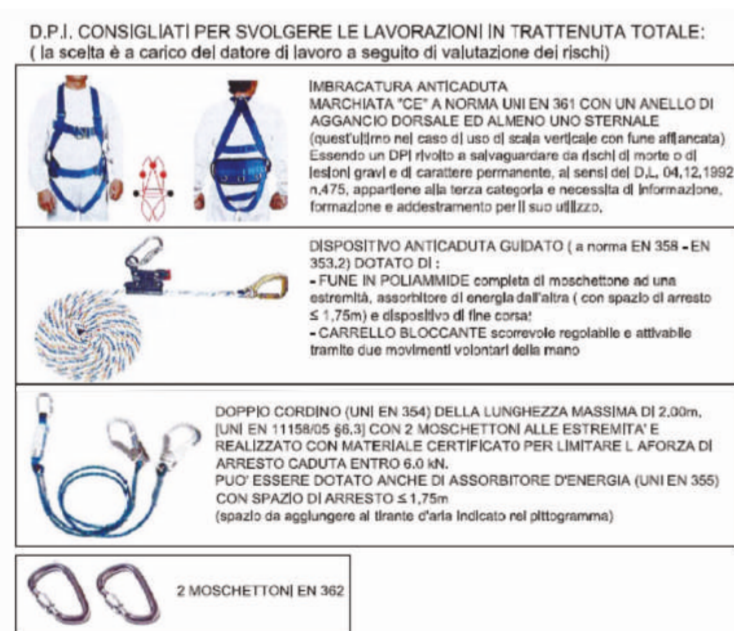 D.P.I. CONSIGLIATI PER SVOLGERE LE LAVORAZIONI IN TRATTENUTA TOTALE:
( la scelta è a carico del datore di lavoro a seguito di valutazione dei rischi)
IMBRACATURA ANTICADUTA
MARCHIATA "CE" A NORMA UNI EN 361 CON UN ANELLO DI
AGGANCIO DORSALE ED ALMENO UNO STERNALE
(quest'ultimo nel caso di uso di scala verticale con fune affiancata)
Essendo un DPI rivolto a salvaguardare da rischi di morte o di
lesioni gravi e di carattere permanente, ai sensi del D.L. 04.12.1992
n.475, appartiene alla terza categoria e necessita di informazione,
formazione e addestramento per il suo utilizzo.
DISPOSITIVO ANTICADUTA GUIDATO ( a norma EN 358 - EN
353.2) DOTATO DI :
- FUNE IN POLIAMMIDE completa di moschettone ad una
estremità, assorbitore di energia dall'altra ( con spazio di arresto
≤ 1,75m) e dispositivo di fine corsa;
- CARRELLO BLOCCANTE scorrevole regolabile e attivabile
tramite due movimenti volontari della mano
DOPPIO CORDINO (UNI EN 354) DELLA LUNGHEZZA MASSIMA DI 2,00m,
[UNI EN 11158/05 §6,3] CON 2 MOSCHETTONI ALLE ESTREMITA' E
REALIZZATO CON MATERIALE CERTIFICATO PER LIMITARE L AFORZA DI
ARRESTO CADUTA ENTRO 6.0 kN.
PUO' ESSERE DOTATO ANCHE DI ASSORBITORE D'ENERGIA (UNI EN 355)
CON SPAZIO DI ARRESTO ≤ 1,75m
(spazio da aggiungere al tirante d'aria indicato nel pittogramma)
2 MOSCHETTONI EN 362